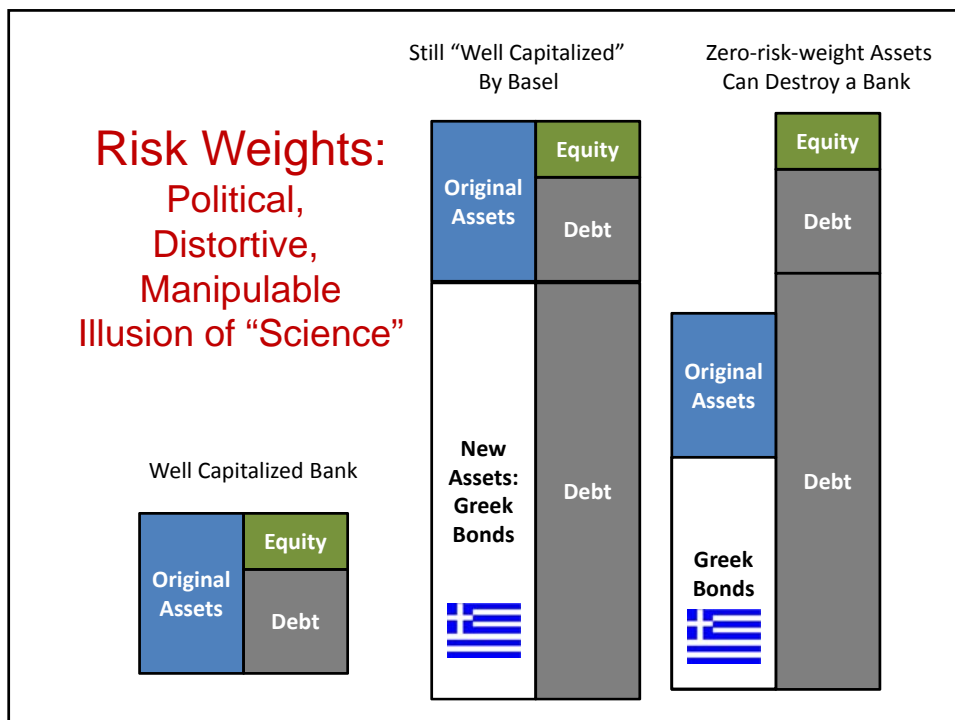 Risk Weights:
Political,
Distortive,
Manipulable
Illusion of “Science”
Well Capitalized Bank
Original
Assets
Equity
Debt
Still “Well Capitalized”
By Basel
Original
Assets
Equity
Debt
New
Assets:
Greek
Bonds
Debt
Zero-risk-weight Assets
Can Destroy a Bank
Equity
Debt
Original
Assets
Greek
Bonds
Debt